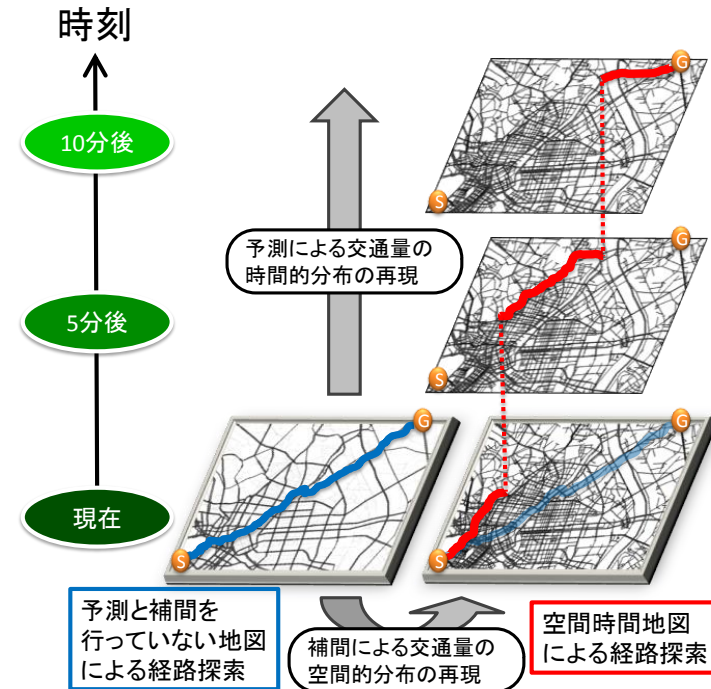 時刻
10分後
G
S
予測による交通量の
時間的分布の再現
G
5分後
S
G
G
現在
S
S
予測と補間を
行っていない地図
による経路探索
補間による交通量の
空間的分布の再現
空間時間地図
による経路探索